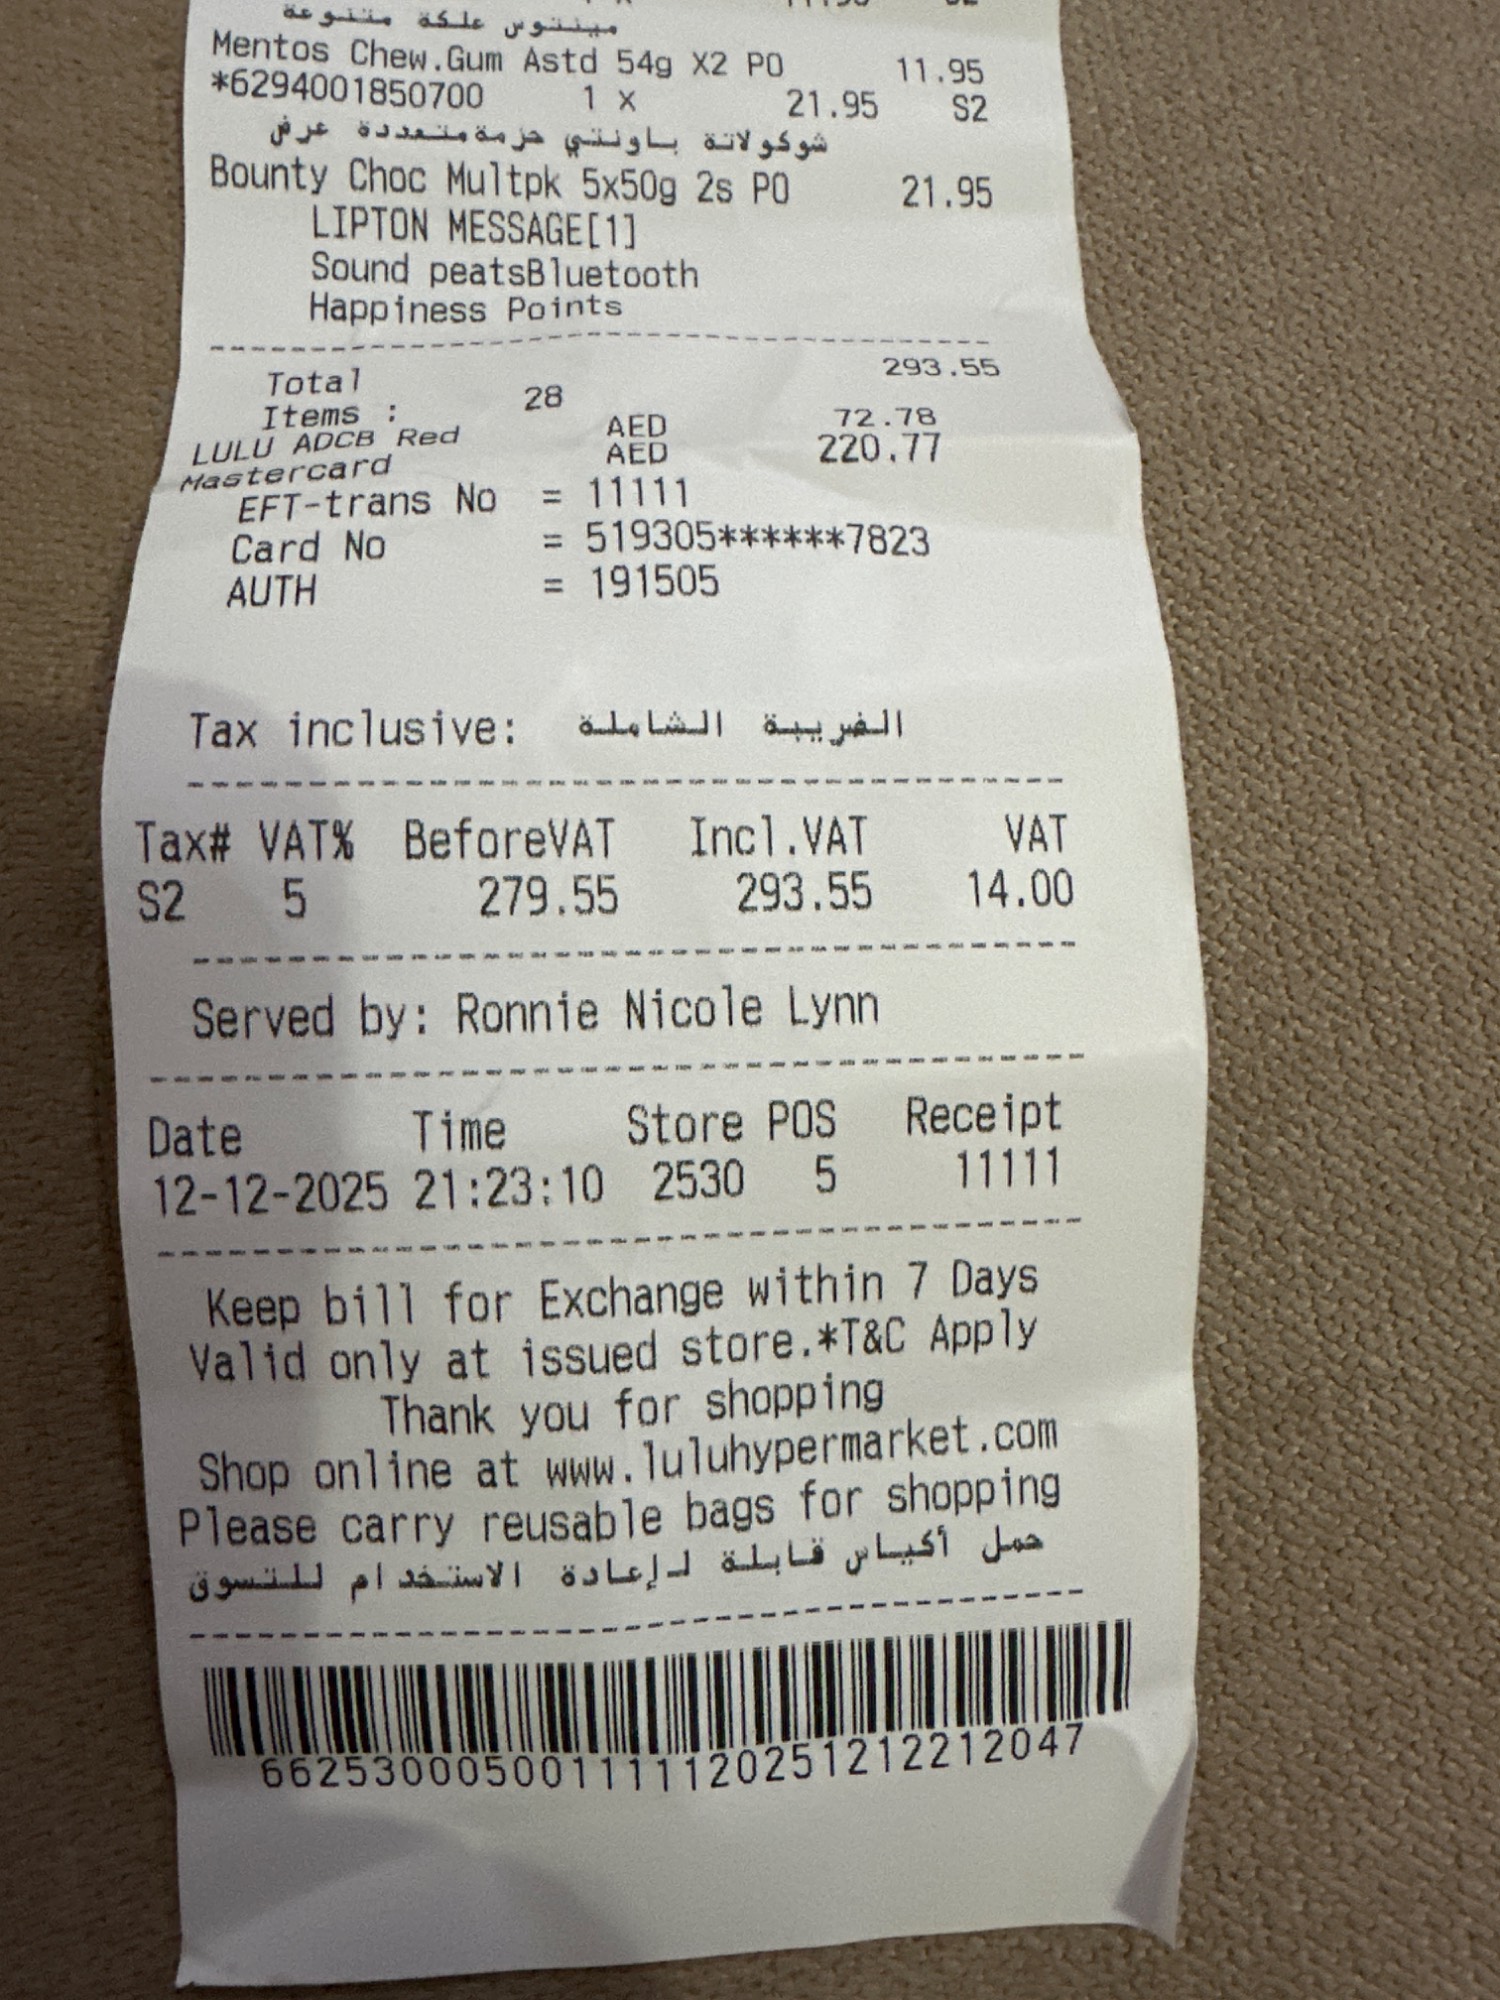 مينتوس علكة متنوعة
Mentos Chew.Gum Astd 54g X2 PO 11.95
*6294001850700 1 X 21.95 S2
شوكولاتة باونتي حزمة متعددة عرض
Bounty Choc Multpk 5x50g 2s PO 21.95
LIPTON MESSAGE[1]
Sound peatsBluetooth
Happiness Points
Total 293.55
Items : 28
LULU ADCB Red AED 72.78
Mastercard AED 220.77
EFT-trans No = 11111
Card No = 519305******7823
AUTH = 191505
Tax inclusive: الضريبة الشاملة
Tax# VAT% BeforeVAT Incl.VAT VAT
S2 5 279.55 293.55 14.00
Served by: Ronnie Nicole Lynn
Date Time Store POS Receipt
12-12-2025 21:23:10 2530 5 11111
Keep bill for Exchange within 7 Days
Valid only at issued store.*T&C Apply
Thank you for shopping
Shop online at www.luluhypermarket.com
Please carry reusable bags for shopping
حمل أكياس قابلة لإعادة الاستخدام للتسوق
662530005001111120251212212047